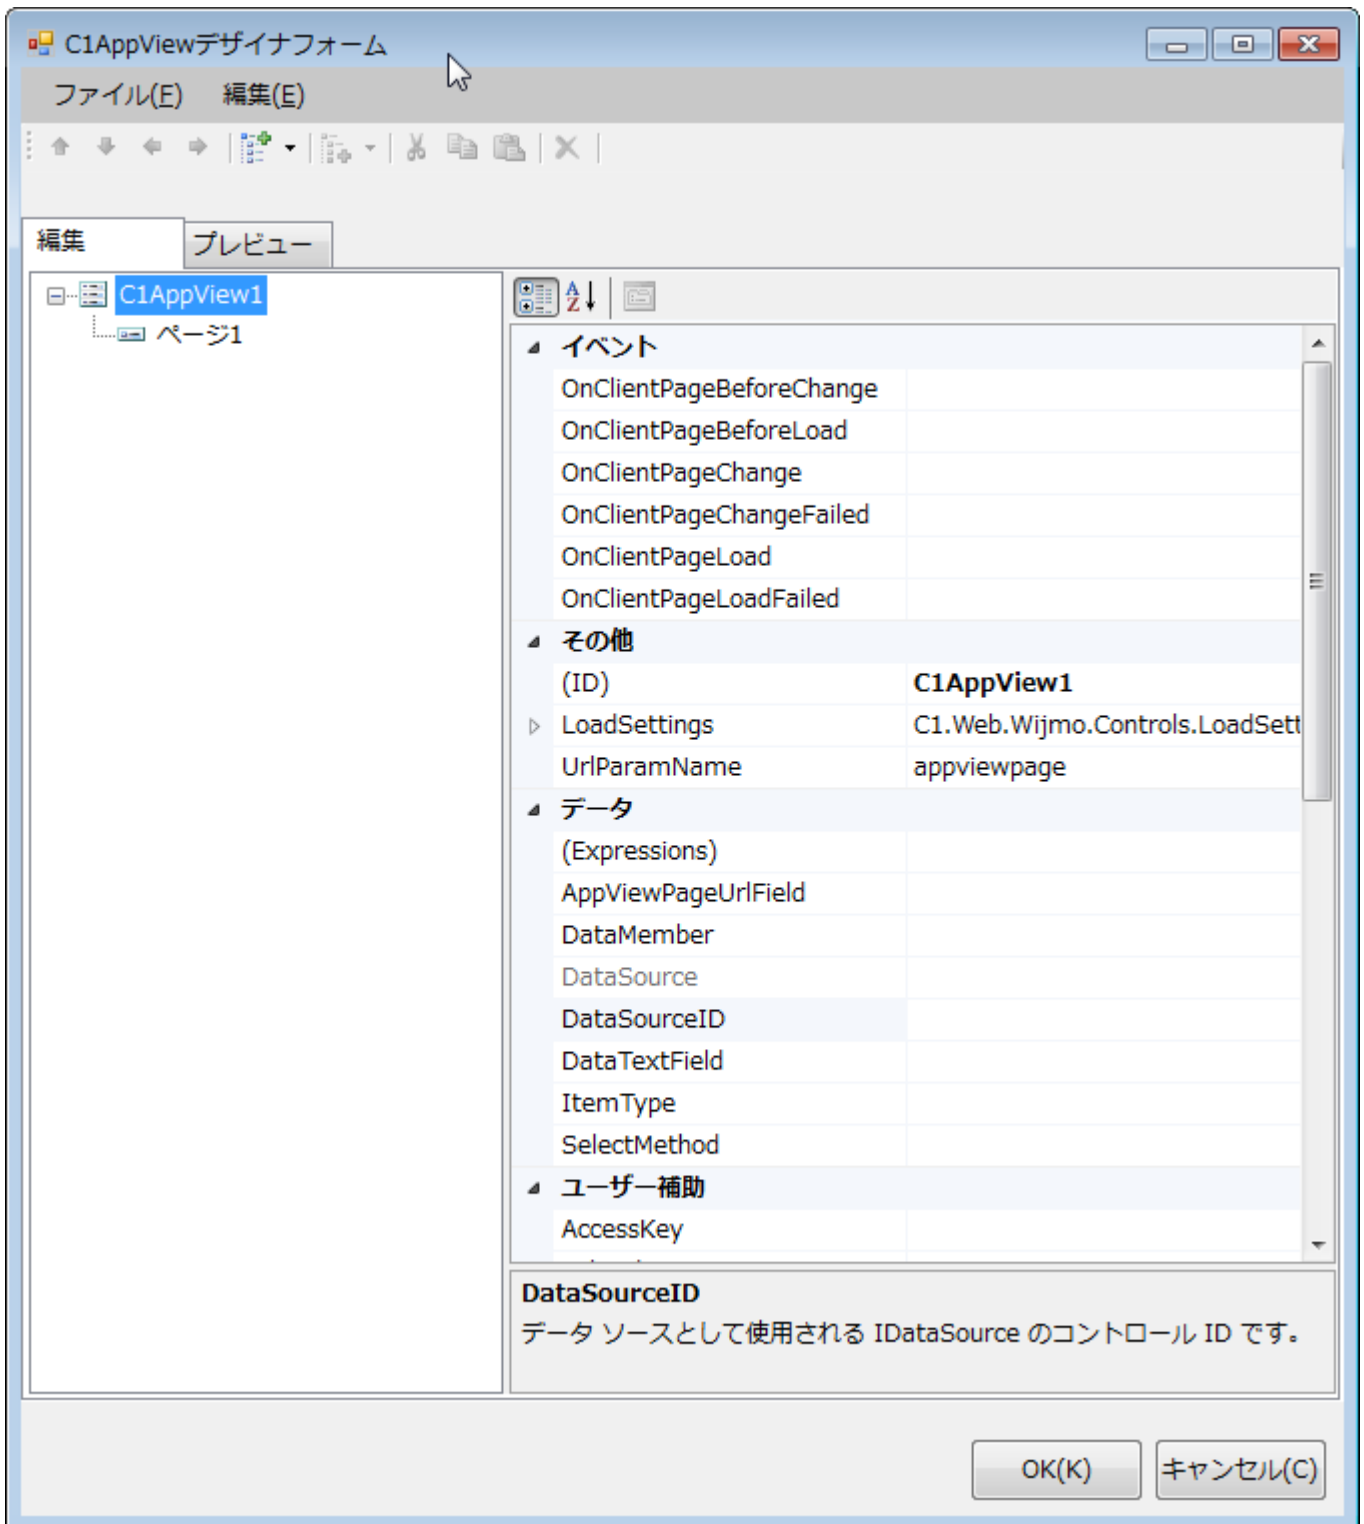 C1AppViewデザイナフォーム
ファイル(F) 編集(E)
編集 プレビュー
C1AppView1
ページ1
イベント
OnClientPageBeforeChange
OnClientPageBeforeLoad
OnClientPageChange
OnClientPageChangeFailed
OnClientPageLoad
OnClientPageLoadFailed
その他
(ID) C1AppView1
LoadSettings C1.Web.Wijmo.Controls.LoadSett
UrlParamName appviewpage
データ
(Expressions)
AppViewPageUrlField
DataMember
DataSource
DataSourceID
DataTextField
ItemType
SelectMethod
ユーザー補助
AccessKey
DataSourceID
データ ソースとして使用される IDataSource のコントロール ID です。
OK(K) キャンセル(C)